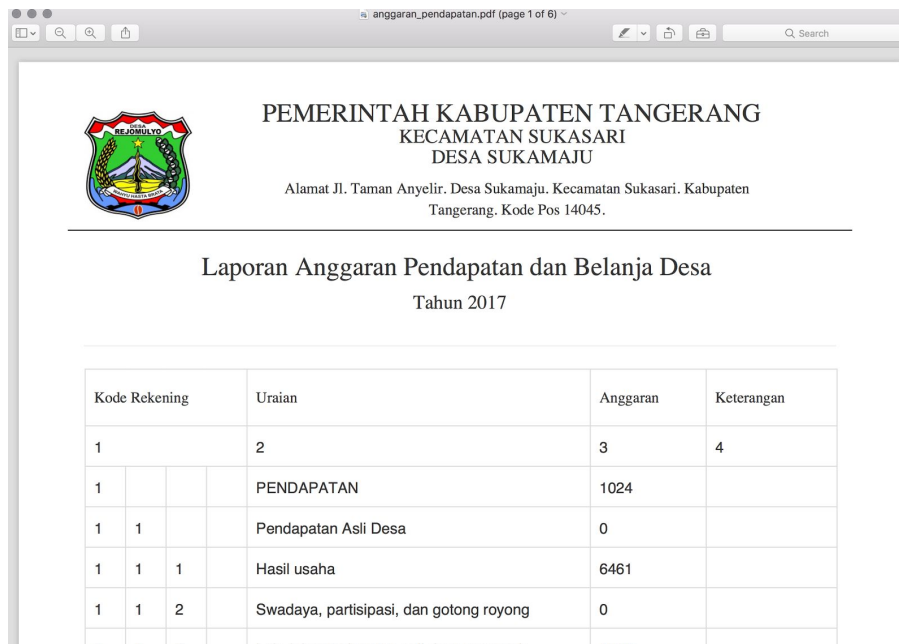 anggaran_pendapatan.pdf (page 1 of 6)
Search
DESA
REJOMULYO
WAHYU HASTA BRATA
PEMERINTAH KABUPATEN TANGERANG
KECAMATAN SUKASARI
DESA SUKAMAJU
Alamat Jl. Taman Anyelir. Desa Sukamaju. Kecamatan Sukasari. Kabupaten
Tangerang. Kode Pos 14045.
Laporan Anggaran Pendapatan dan Belanja Desa
Tahun 2017
Kode Rekening Uraian Anggaran Keterangan
1 2 3 4
1 PENDAPATAN 1024
1 1 Pendapatan Asli Desa 0
1 1 1 Hasil usaha 6461
1 1 2 Swadaya, partisipasi, dan gotong royong 0